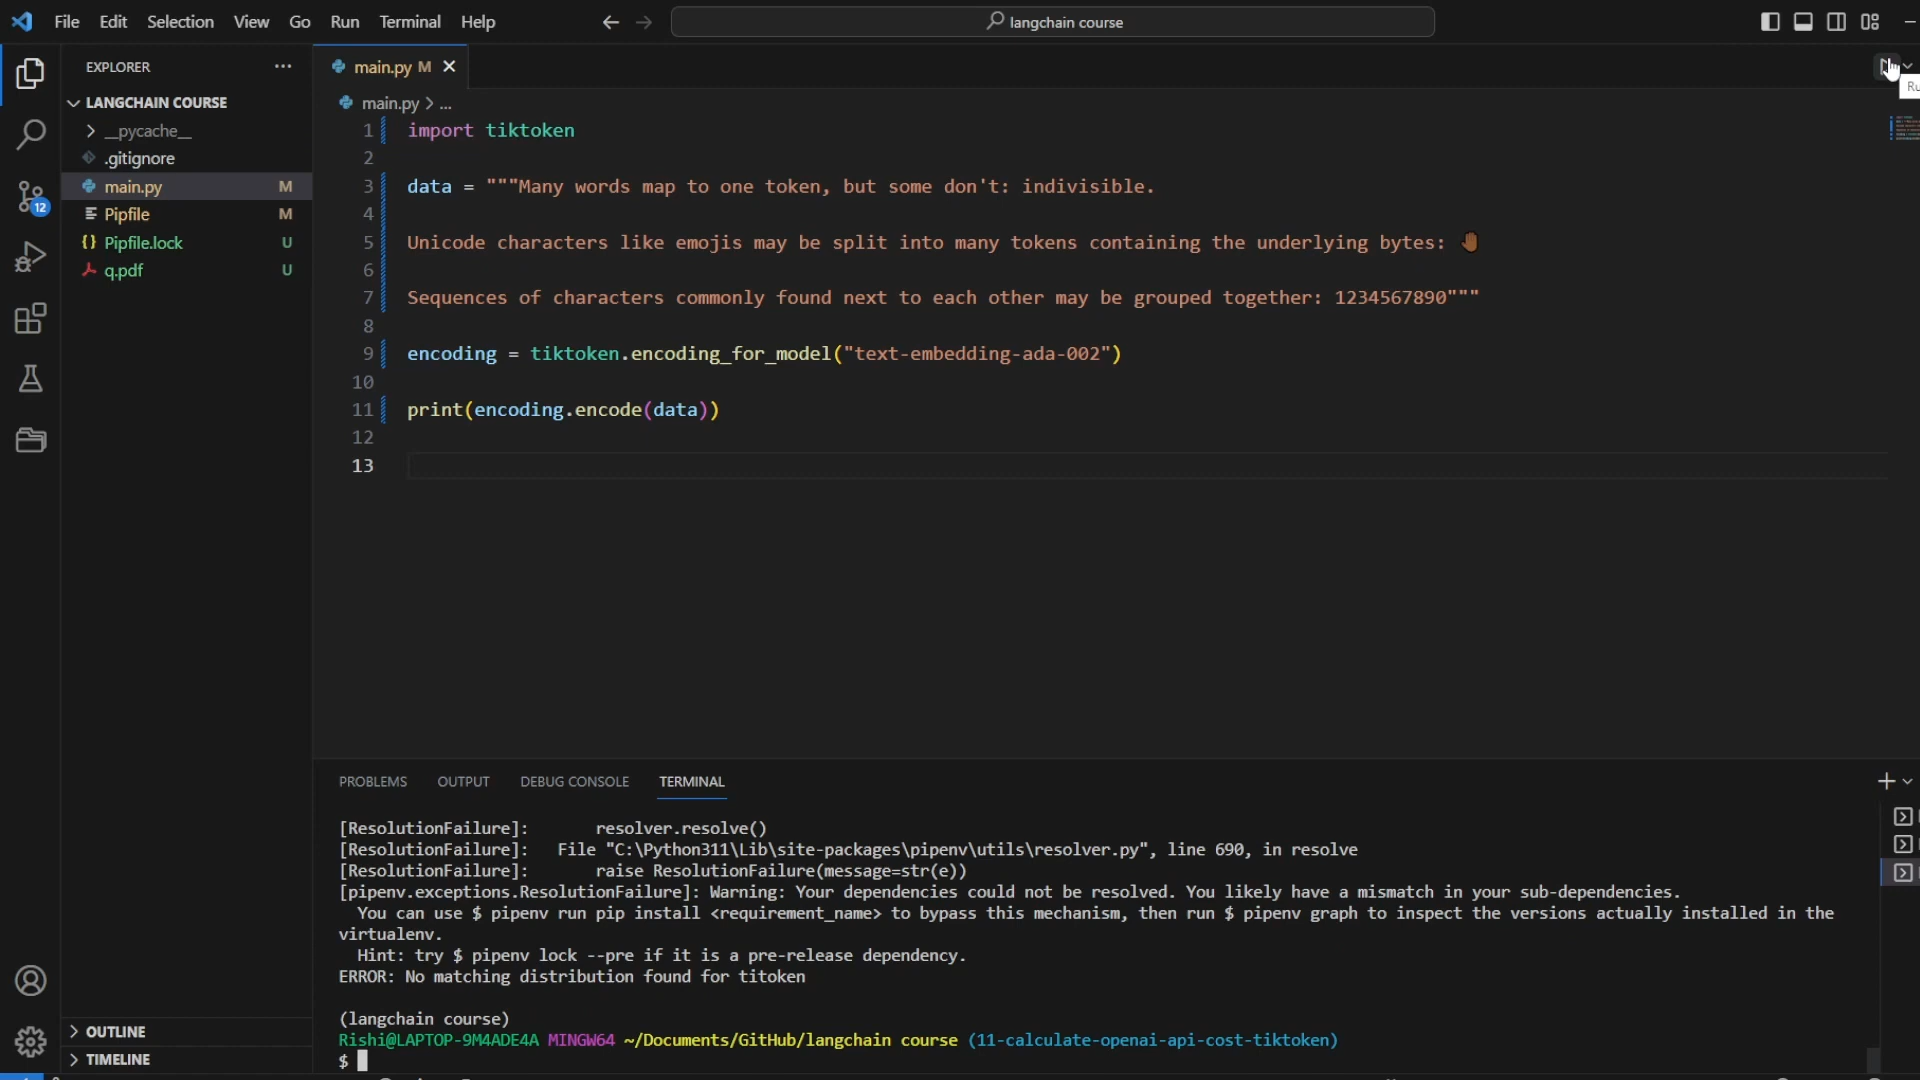 File Edit Selection View Go Run Terminal Help
langchain course
EXPLORER
LANGCHAIN COURSE
__pycache__
.gitignore
main.py M
Pipfile M
Pipfile.lock U
q.pdf U
12
OUTLINE
TIMELINE
main.py M
main.py > ...
1 import tiktoken
2
3 data = """Many words map to one token, but some don't: indivisible.
4
5 Unicode characters like emojis may be split into many tokens containing the underlying bytes: 🤚🏾
6
7 Sequences of characters commonly found next to each other may be grouped together: 1234567890"""
8
9 encoding = tiktoken.encoding_for_model("text-embedding-ada-002")
10
11 print(encoding.encode(data))
12
13
PROBLEMS OUTPUT DEBUG CONSOLE TERMINAL
[ResolutionFailure]:       resolver.resolve()
[ResolutionFailure]:   File "C:\Python311\Lib\site-packages\pipenv\utils\resolver.py", line 690, in resolve
[ResolutionFailure]:       raise ResolutionFailure(message=str(e))
[pipenv.exceptions.ResolutionFailure]: Warning: Your dependencies could not be resolved. You likely have a mismatch in your sub-dependencies.
You can use $ pipenv run pip install <requirement_name> to bypass this mechanism, then run $ pipenv graph to inspect the versions actually installed in the
virtualenv.
Hint: try $ pipenv lock --pre if it is a pre-release dependency.
ERROR: No matching distribution found for titoken
(langchain course)
Rishi@LAPTOP-9M4ADE4A MINGW64 ~/Documents/GitHub/langchain course (11-calculate-openai-api-cost-tiktoken)
$